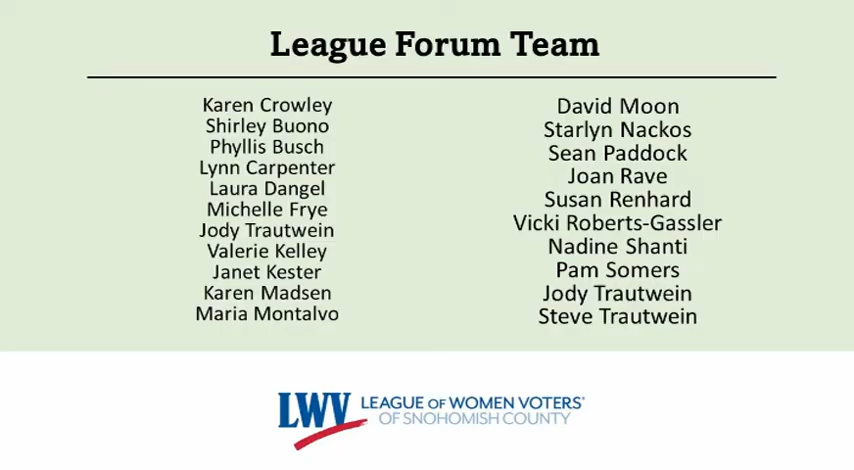 League Forum Team
Karen Crowley
Shirley Buono
Phyllis Busch
Lynn Carpenter
Laura Dangel
Michelle Frye
Jody Trautwein
Valerie Kelley
Janet Kester
Karen Madsen
Maria Montalvo
David Moon
Starlyn Nackos
Sean Paddock
Joan Rave
Susan Renhard
Vicki Roberts-Gassler
Nadine Shanti
Pam Somers
Jody Trautwein
Steve Trautwein
LWV
LEAGUE OF WOMEN VOTERS®
OF SNOHOMISH COUNTY